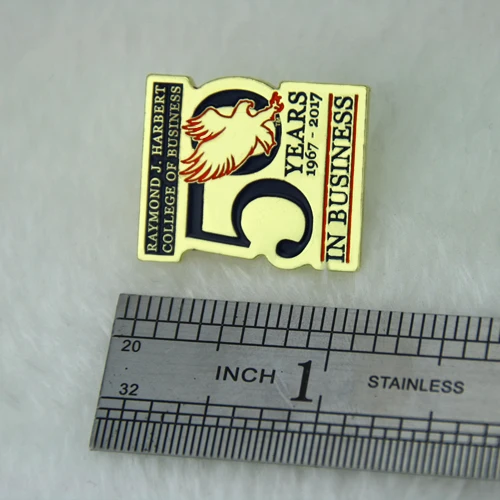 RAYMOND J. HARBERT
COLLEGE OF BUSINESS
50
YEARS
1967 - 2017
IN BUSINESS
20
32
INCH 1 STAINLESS